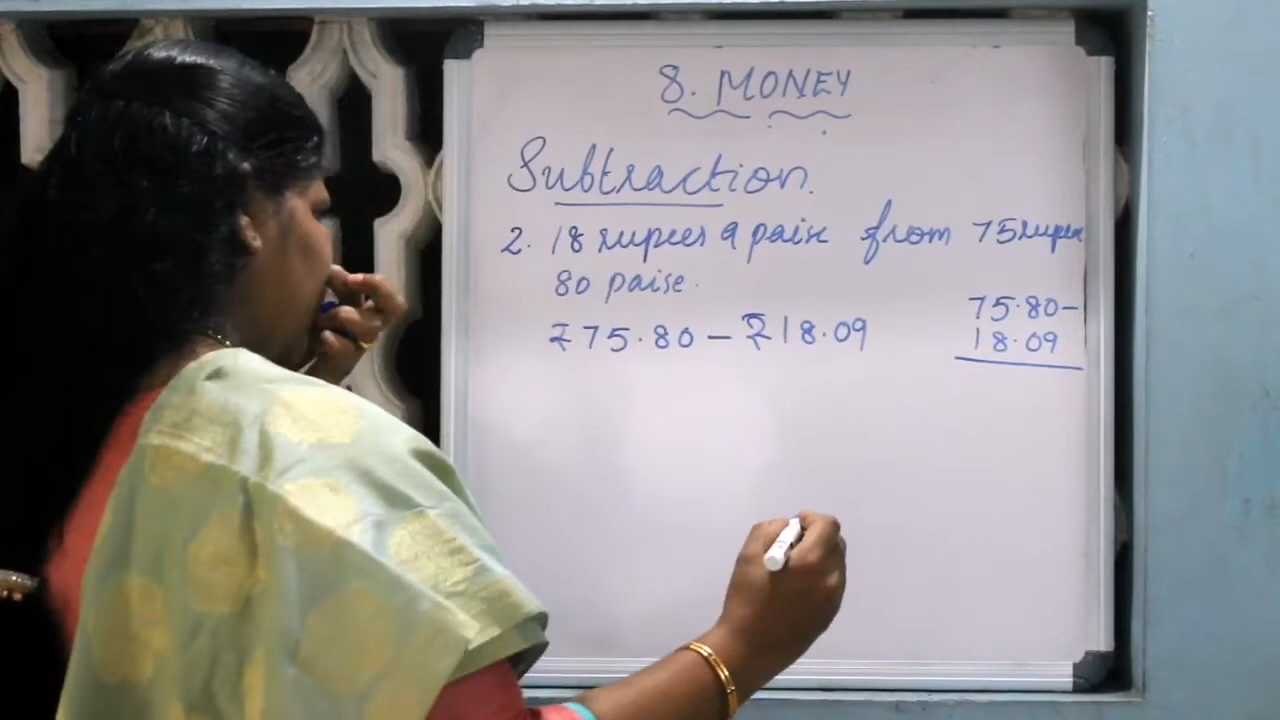 8. MONEY
Subtraction.
2. 18 rupees 9 paise from 75 rupees
80 paise.
₹75.80 - ₹18.09
75.80-
18.09